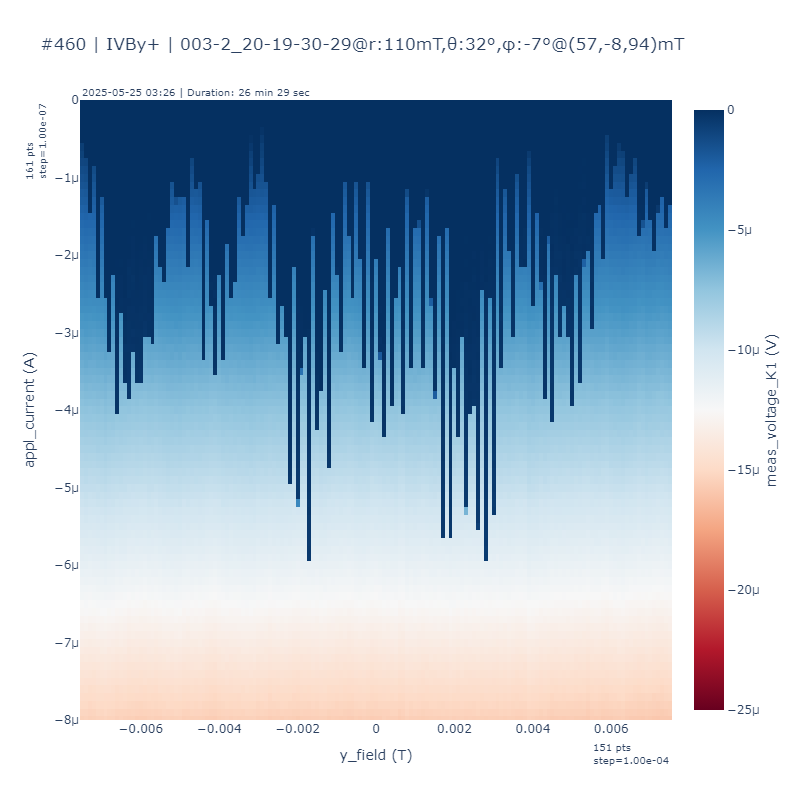 #460 | IVBy+ | 003-2_20-19-30-29@r:110mT,θ:32°,φ:-7°@(57,-8,94)mT
2025-05-25 03:26 | Duration: 26 min 29 sec
161 pts
step=1.00e-07
appl_current (A)
0
−1μ
−2μ
−3μ
−4μ
−5μ
−6μ
−7μ
−8μ
−0.006
−0.004
−0.002
0
0.002
0.004
0.006
y_field (T)
151 pts
step=1.00e-04
0
−5μ
−10μ
−15μ
−20μ
−25μ
meas_voltage_K1 (V)